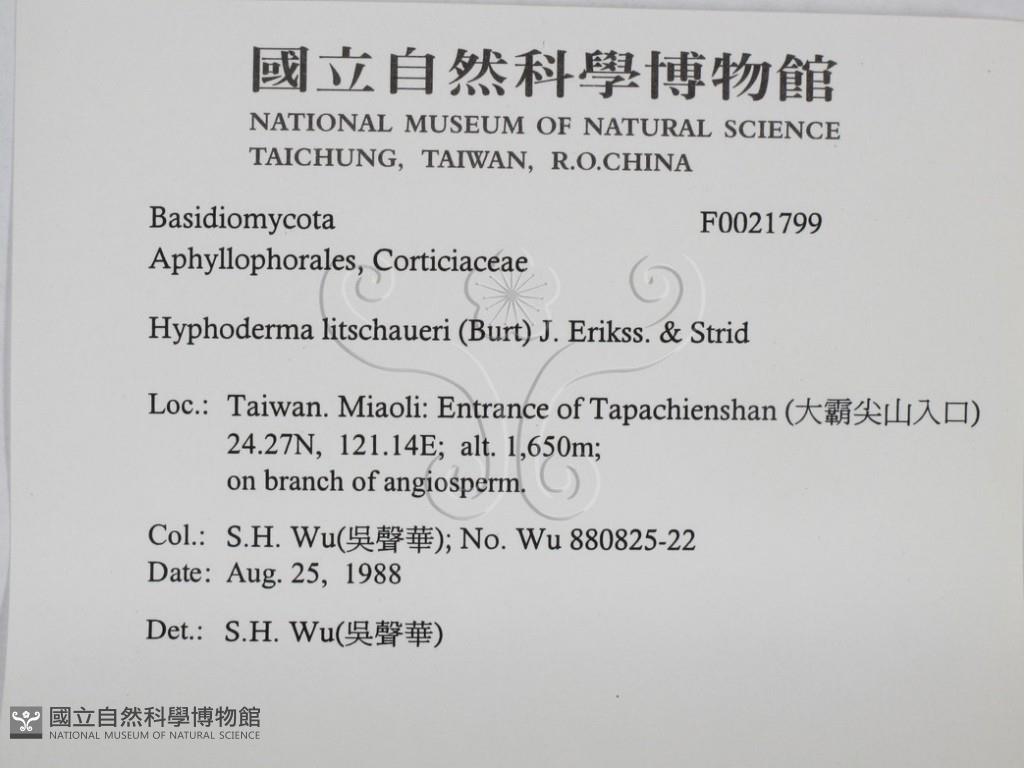 國立自然科學博物館
NATIONAL MUSEUM OF NATURAL SCIENCE
TAICHUNG, TAIWAN, R.O.CHINA
Basidiomycota F0021799
Aphyllophorales, Corticiaceae
Hyphoderma litschaueri (Burt) J. Erikss. & Strid
Loc.: Taiwan. Miaoli: Entrance of Tapachienshan (大霸尖山入口)
24.27N, 121.14E; alt. 1,650m;
on branch of angiosperm.
Col.: S.H. Wu(吳聲華); No. Wu 880825-22
Date: Aug. 25, 1988
Det.: S.H. Wu(吳聲華)
國立自然科學博物館
NATIONAL MUSEUM OF NATURAL SCIENCE